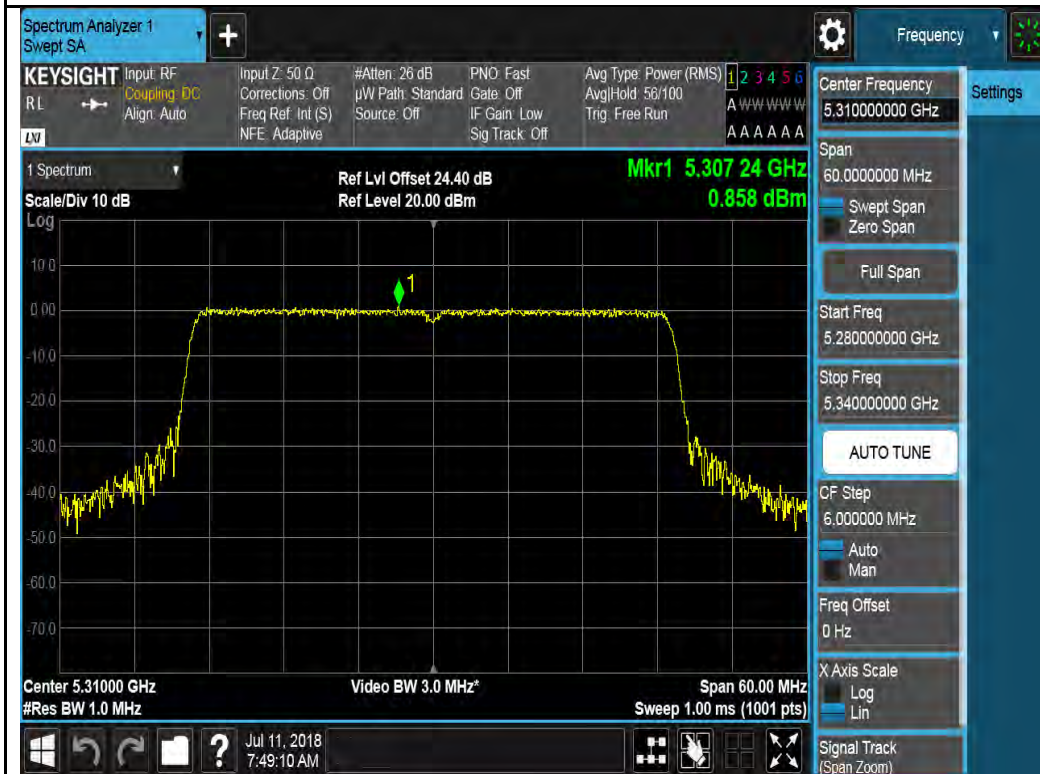 Spectrum Analyzer 1
Swept SA
+
Frequency
KEYSIGHT
RL
LXI
Input: RF
Coupling: DC
Align: Auto
Input Z: 50 Ω
Corrections: Off
Freq Ref: Int (S)
NFE: Adaptive
#Atten: 26 dB
µW Path: Standard
Source: Off
PNO: Fast
Gate: Off
IF Gain: Low
Sig Track: Off
Avg Type: Power (RMS)
Avg|Hold: 56/100
Trig: Free Run
1 2 3 4 5 6
A W W W W W
A A A A A A
1 Spectrum
Scale/Div 10 dB
Log
Ref Lvl Offset 24.40 dB
Ref Level 20.00 dBm
Mkr1 5.307 24 GHz
0.858 dBm
1
10.0
0.00
-10.0
-20.0
-30.0
-40.0
-50.0
-60.0
-70.0
Center 5.31000 GHz
#Res BW 1.0 MHz
Video BW 3.0 MHz*
Span 60.00 MHz
Sweep 1.00 ms (1001 pts)
Center Frequency
5.310000000 GHz
Span
60.0000000 MHz
Swept Span
Zero Span
Full Span
Start Freq
5.280000000 GHz
Stop Freq
5.340000000 GHz
AUTO TUNE
CF Step
6.000000 MHz
Auto
Man
Freq Offset
0 Hz
X Axis Scale
Log
Lin
Signal Track
(Span Zoom)
Settings
?
Jul 11, 2018
7:49:10 AM